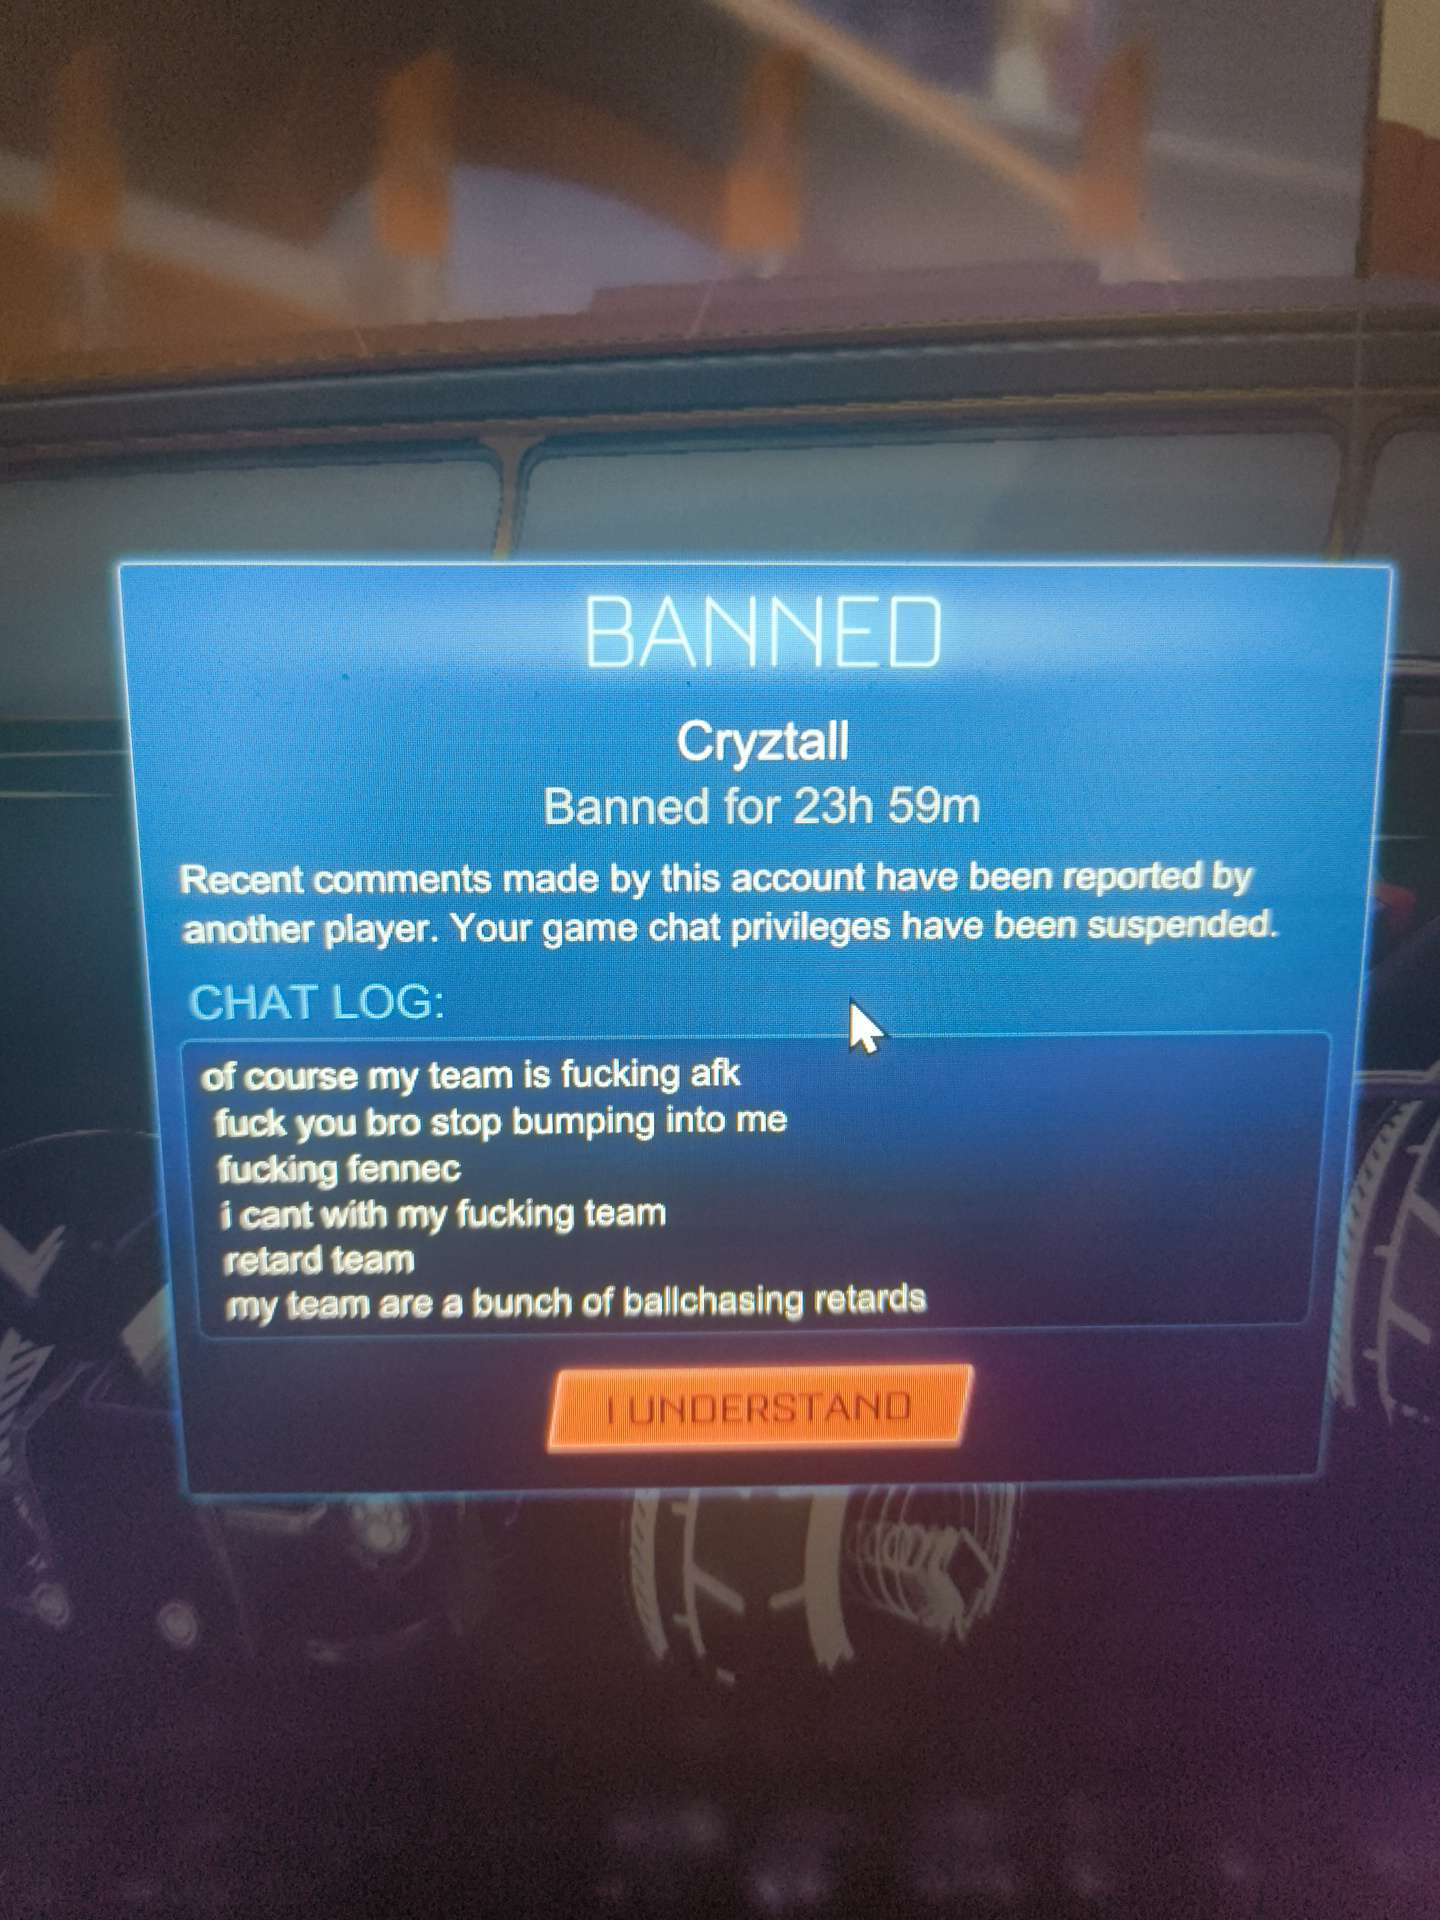 BANNED
Cryztall
Banned for 23h 59m
Recent comments made by this account have been reported by
another player. Your game chat privileges have been suspended.
CHAT LOG:
of course my team is fucking afk
fuck you bro stop bumping into me
fucking fennec
i cant with my fucking team
retard team
my team are a bunch of ballchasing retards
I UNDERSTAND